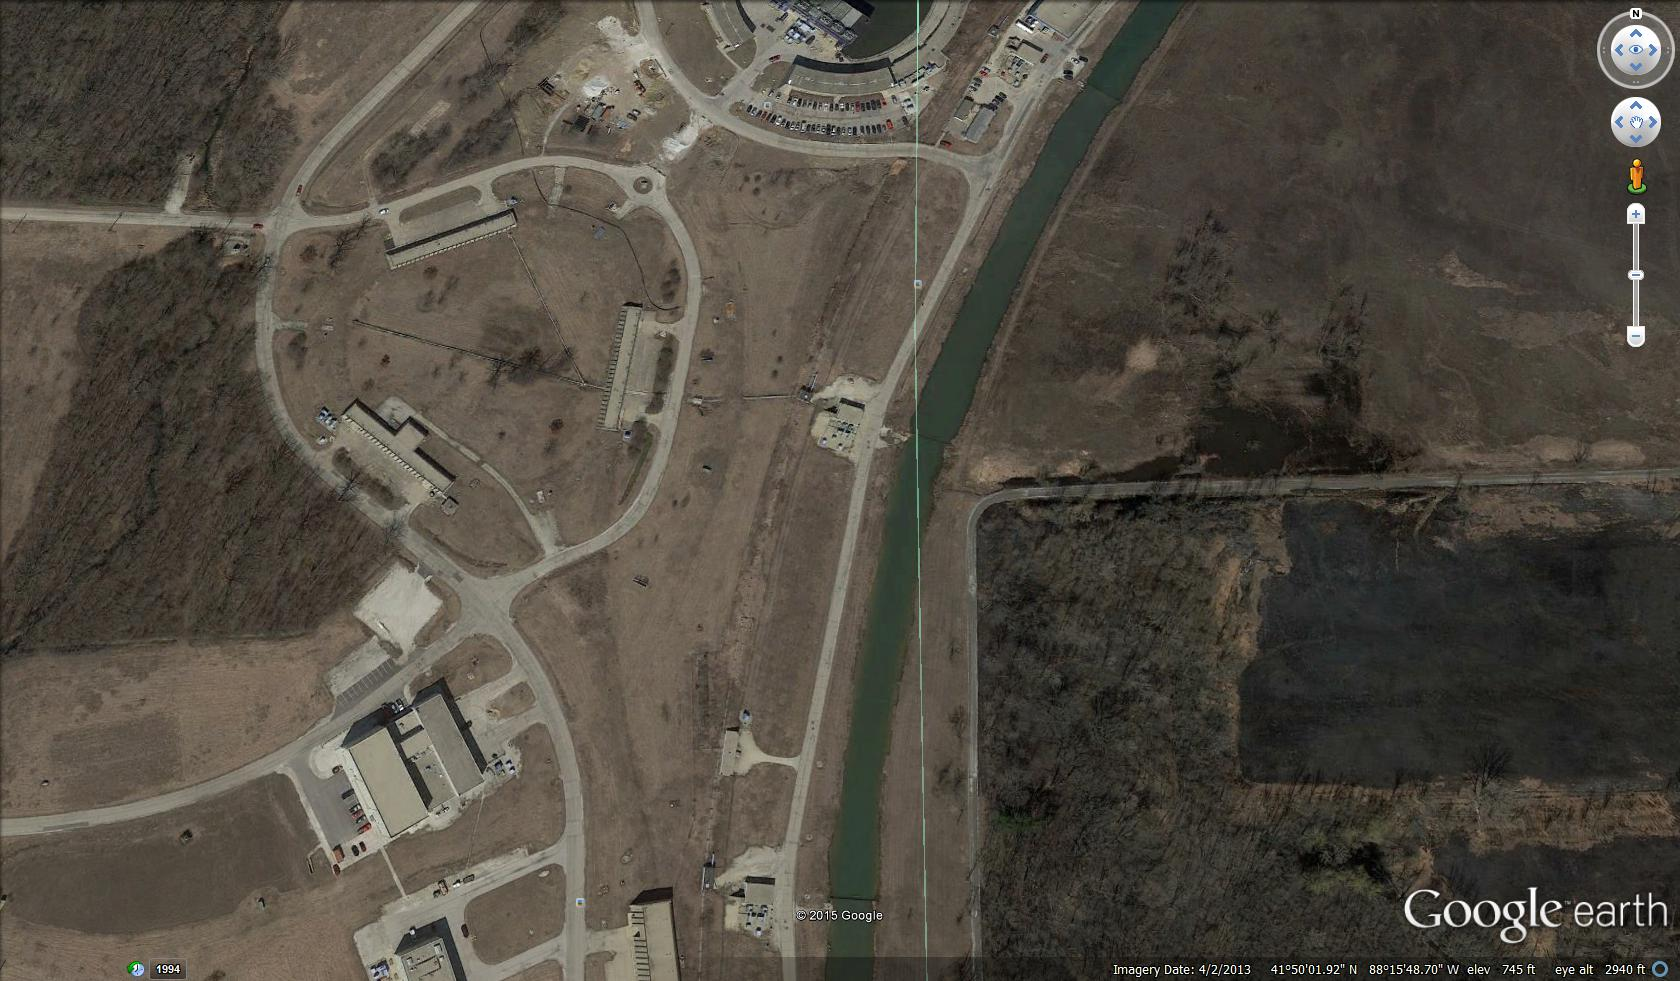 N
© 2015 Google
Google earth
1994
Imagery Date: 4/2/2013 41°50'01.92" N 88°15'48.70" W elev 745 ft eye alt 2940 ft